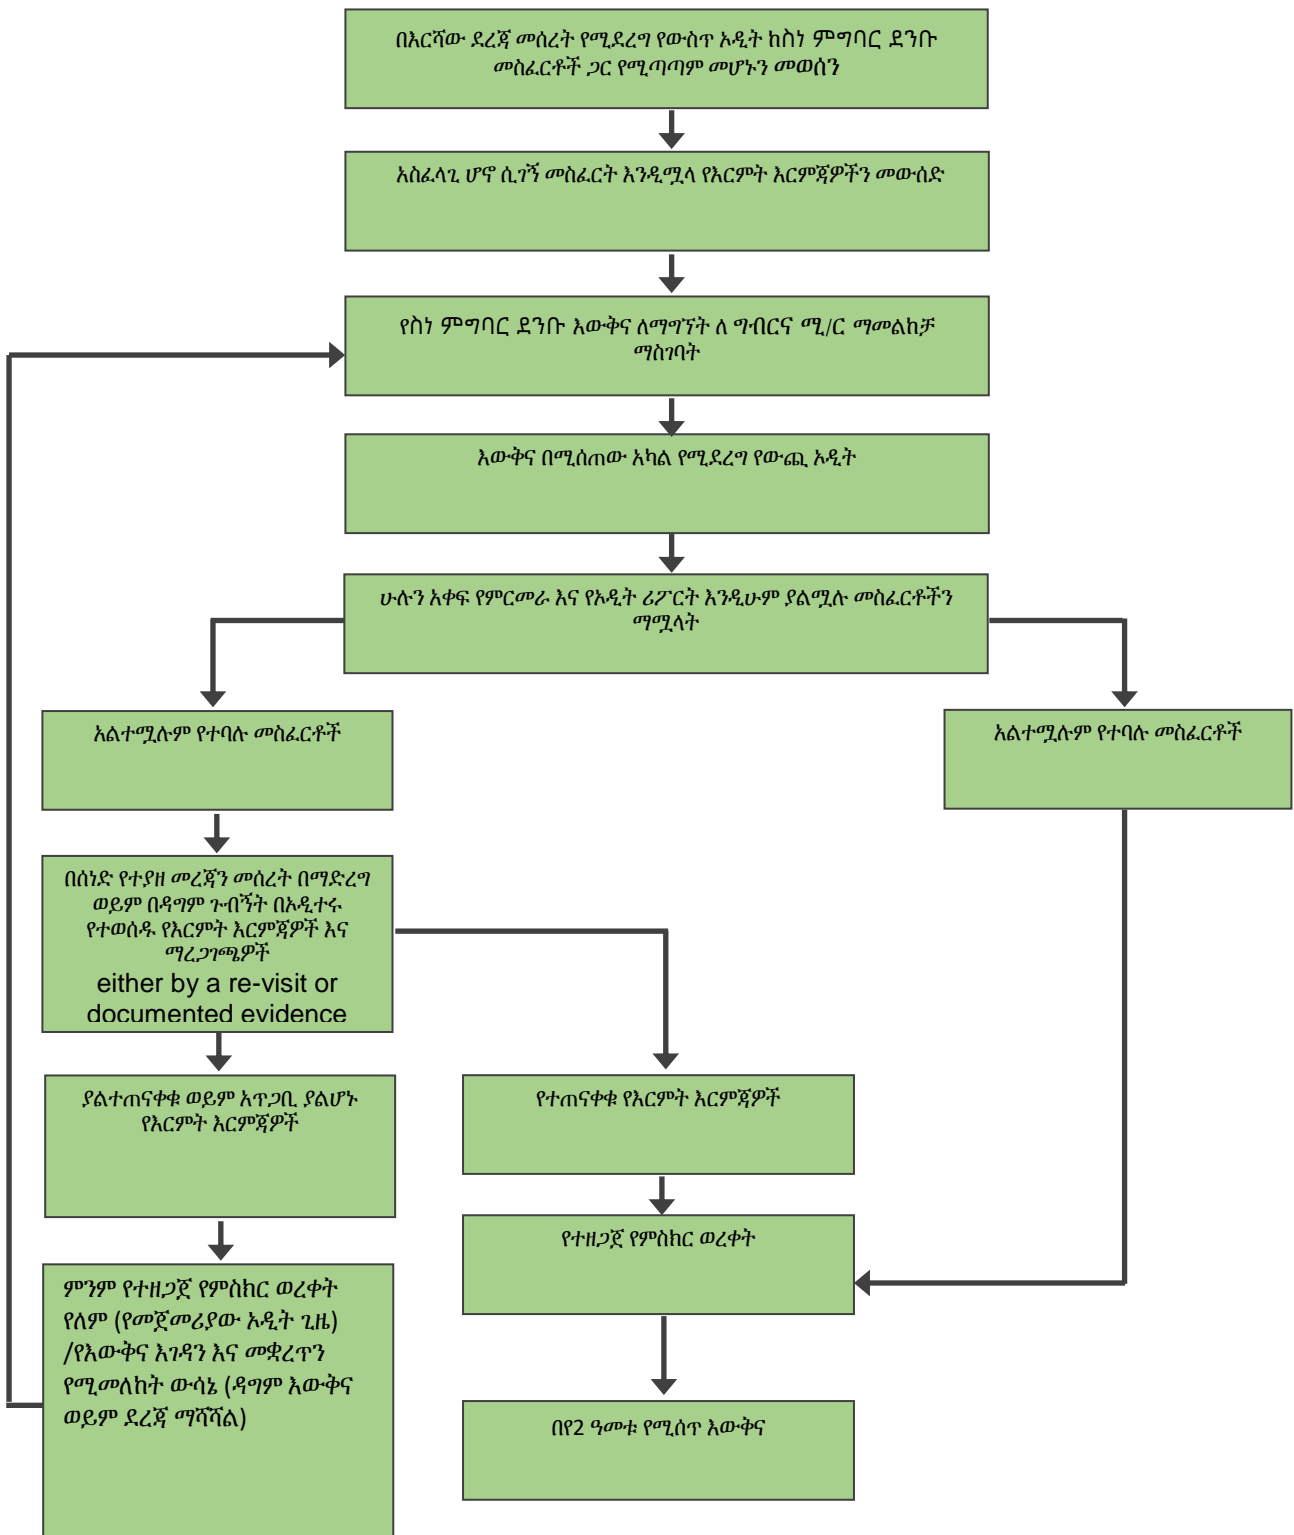 በእርሻው ደረጃ መሰረት የሚደረግ የውስጥ ኦዲት ከስነ ምግባር ደንቡ
መስፈርቶች ጋር የሚጣጣም መሆኑን መወሰን
አስፈላጊ ሆኖ ሲገኝ መስፈርት እንዲሟላ የእርምት እርምጃዎችን መውሰድ
የስነ ምግባር ደንቡ እውቅና ለማግኘት ለ ግብርና ሚ/ር ማመልከቻ
ማስገባት
እውቅና በሚሰጠው አካል የሚደረግ የውጪ ኦዲት
ሁሉን አቀፍ የምርመራ እና የኦዲት ሪፖርት እንዲሁም ያልሟሉ መስፈርቶችን
ማሟላት
አልተሟሉም የተባሉ መስፈርቶች
አልተሟሉም የተባሉ መስፈርቶች
በሰነድ የተያዘ መረጃን መሰረት በማድረግ
ወይም በዳግም ጉብኝት በኦዲተሩ
የተወሰዱ የእርምት እርምጃዎች እና
ማረጋገጫዎች
either by a re-visit or
documented evidence
ያልተጠናቀቁ ወይም አጥጋቢ ያልሆኑ
የእርምት እርምጃዎች
የተጠናቀቁ የእርምት እርምጃዎች
የተዘጋጀ የምስክር ወረቀት
ምንም የተዘጋጀ የምስክር ወረቀት
የለም (የመጀመሪያው ኦዲት ጊዜ)
/የእውቅና እገዳን እና መቋረጥን
የሚመለከት ውሳኔ (ዳግም እውቅና
ወይም ደረጃ ማሻሻል)
በየ2 ዓመቱ የሚሰጥ እውቅና